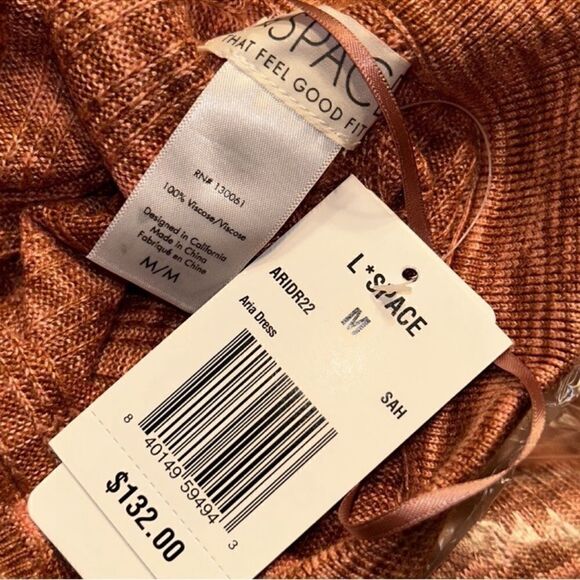 SPACE
THAT FEEL GOOD FIT
RN# 130061
100% Viscose/Viscose
Designed in California
Made in China
Fabriqué en Chine
M/M
L*SPACE
M
ARIDR22
SAH
Aria Dress
8 40149 59494 3
$132.00